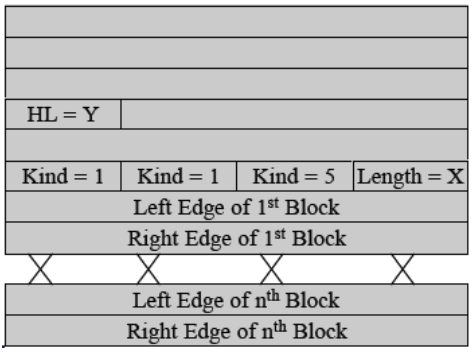 HL = Y
Kind = 1 Kind = 1 Kind = 5 Length = X
Left Edge of 1st Block
Right Edge of 1st Block
Left Edge of nth Block
Right Edge of nth Block